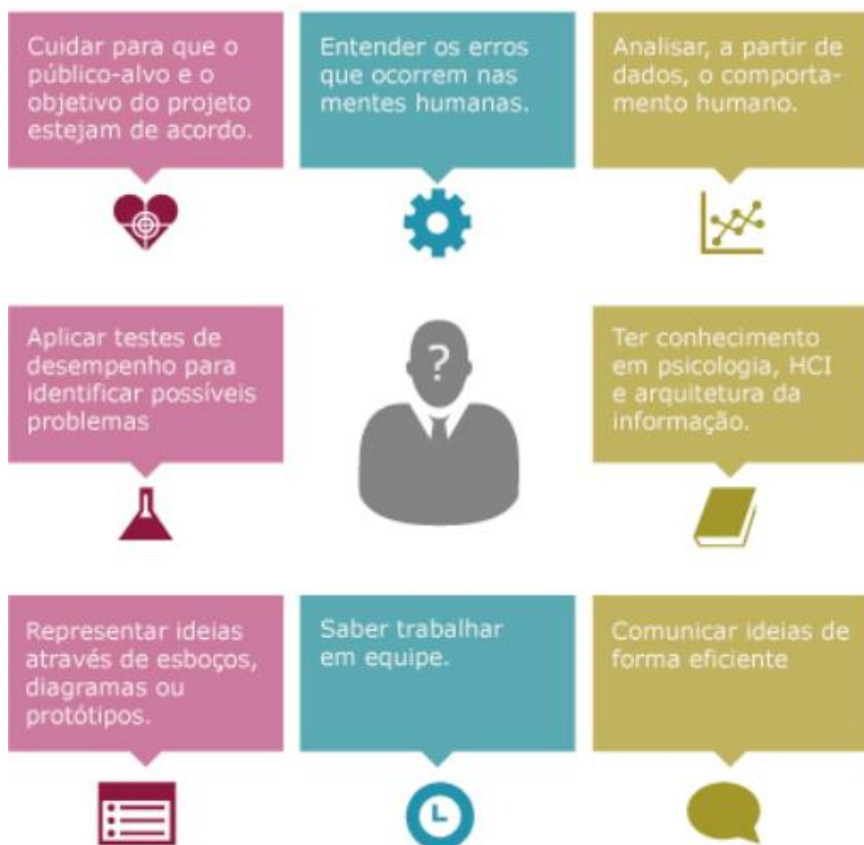 Cuidar para que o
público-alvo e o
objetivo do projeto
estejam de acordo.
Entender os erros
que ocorrem nas
mentes humanas.
Analisar, a partir de
dados, o comporta-
mento humano.
Aplicar testes de
desempenho para
identificar possíveis
problemas
?
Ter conhecimento
em psicologia, HCI
e arquitetura da
informação.
Representar ideias
através de esboços,
diagramas ou
protótipos.
Saber trabalhar
em equipe.
Comunicar ideias de
forma eficiente